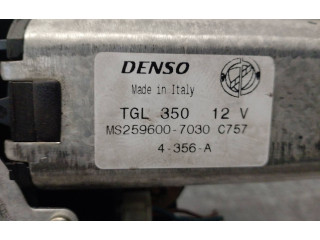 DENSO
Made in Italy
TGL 350 12 V
MS259600-7030 C757
4-356-A